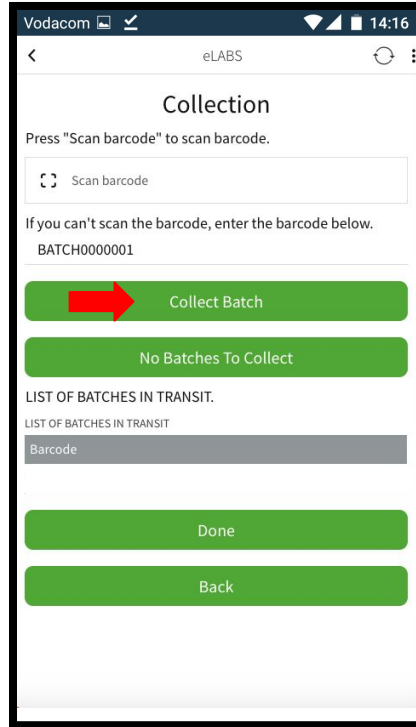 Vodacom 14:16
eLABS
Collection
Press "Scan barcode" to scan barcode.
Scan barcode
If you can't scan the barcode, enter the barcode below.
BATCH0000001
Collect Batch
No Batches To Collect
LIST OF BATCHES IN TRANSIT.
LIST OF BATCHES IN TRANSIT
Barcode
Done
Back